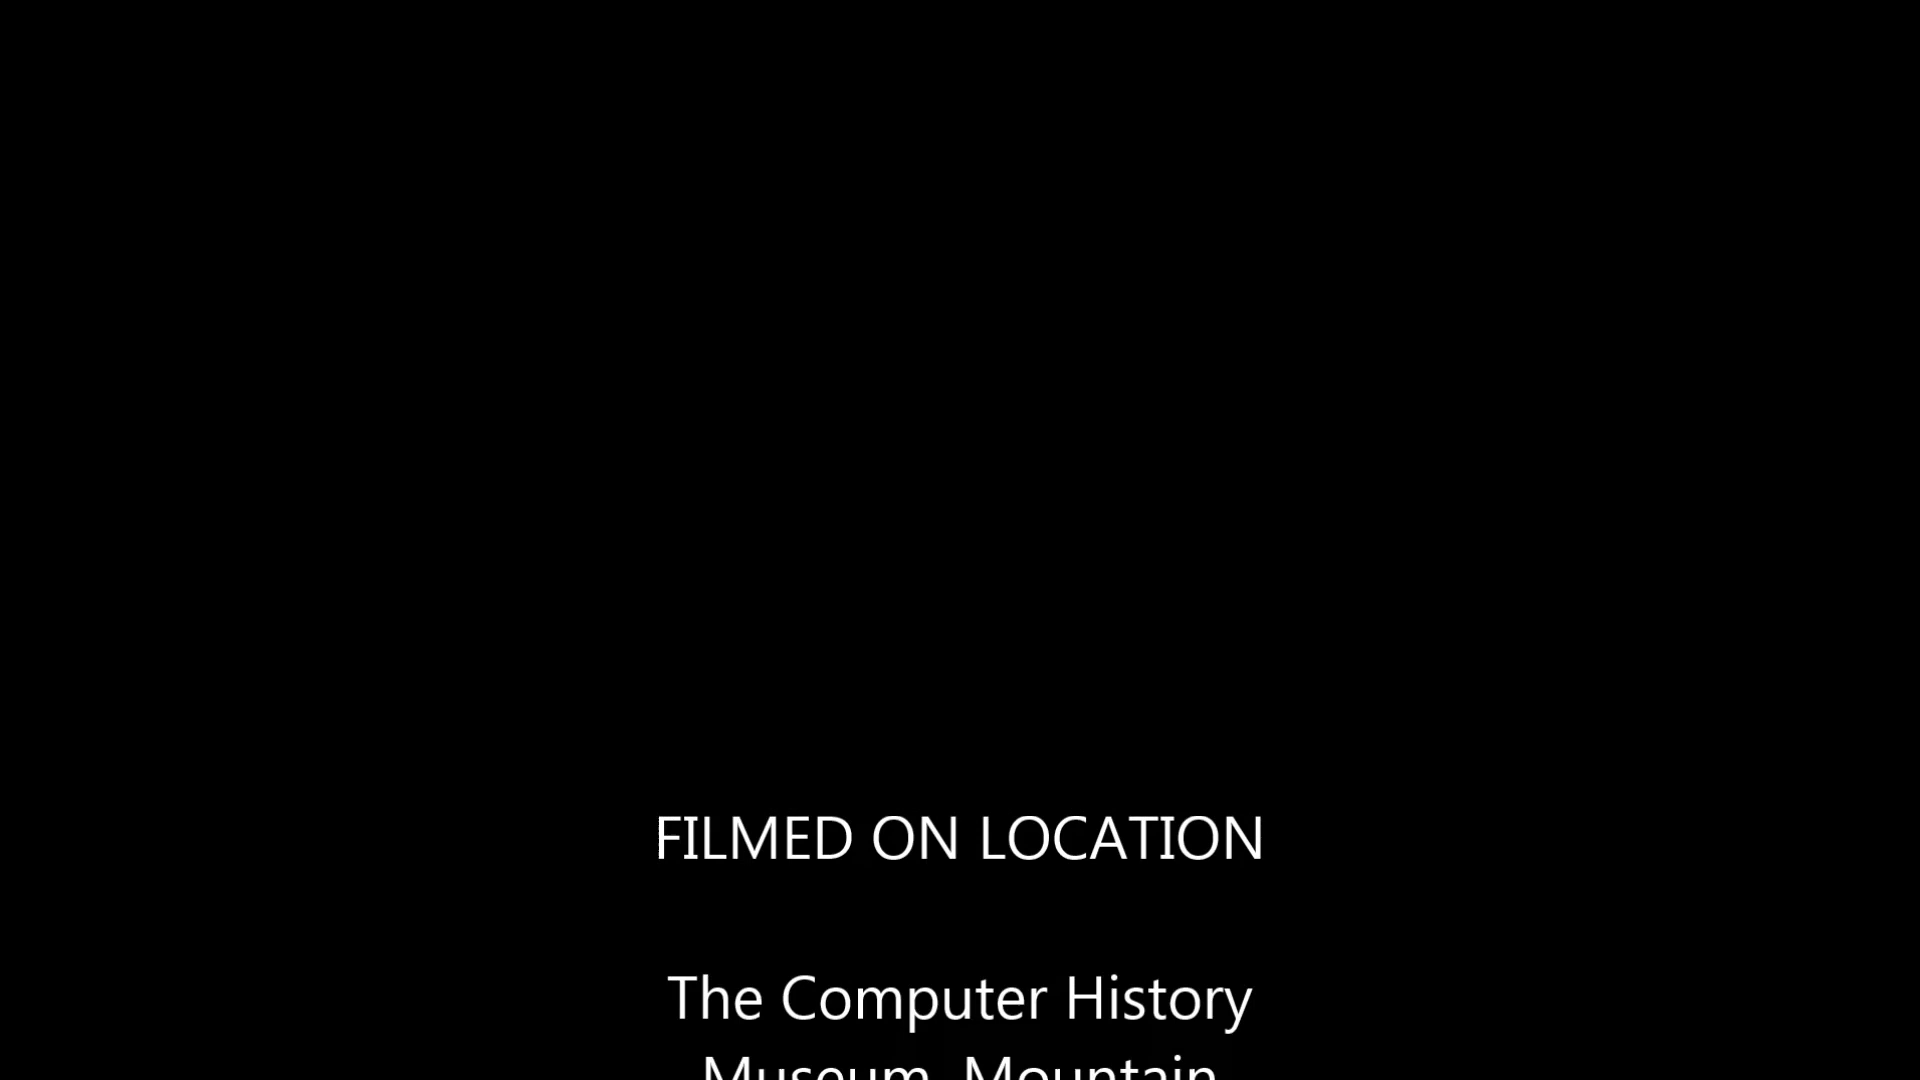 FILMED ON LOCATION
The Computer History
Museum, Mountain